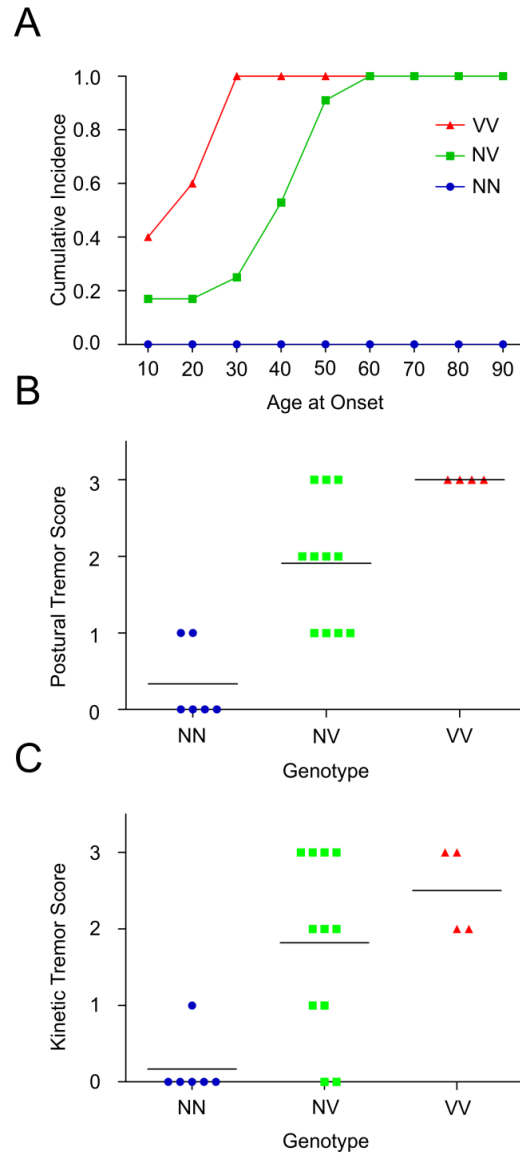 A
1.0
0.8
0.6
0.4
0.2
0.0
Cumulative Incidence
VV
NV
NN
10 20 30 40 50 60 70 80 90
Age at Onset
B
3
2
1
0
Postural Tremor Score
NN NV VV
Genotype
C
3
2
1
0
Kinetic Tremor Score
NN NV VV
Genotype